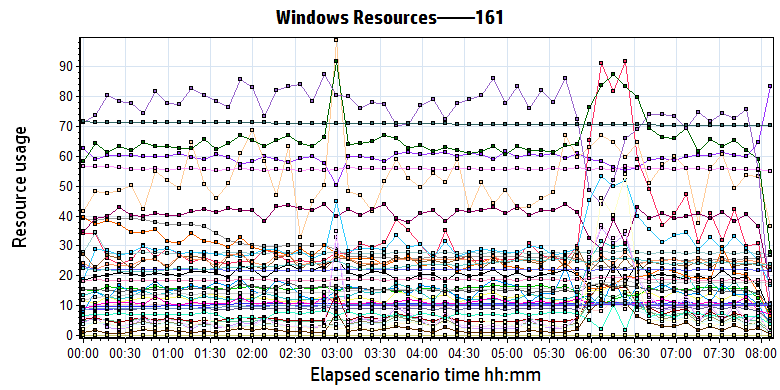 Windows Resources——161
Resource usage
90
80
70
60
50
40
30
20
10
0
00:00 00:30 01:00 01:30 02:00 02:30 03:00 03:30 04:00 04:30 05:00 05:30 06:00 06:30 07:00 07:30 08:00
Elapsed scenario time hh:mm